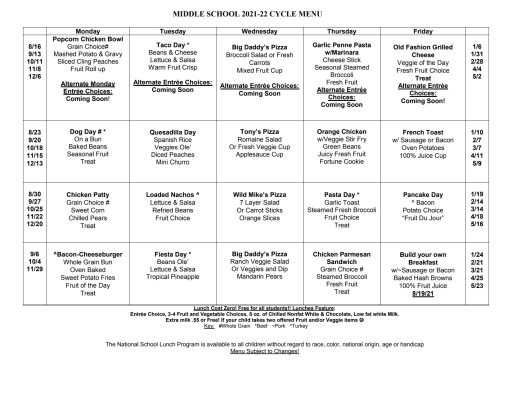 MIDDLE SCHOOL 2021-22 CYCLE MENU
Monday Tuesday Wednesday Thursday Friday
8/16
9/13
10/11
11/8
12/6
Popcorn Chicken Bowl
Grain Choice#
Mashed Potato & Gravy
Sliced Cling Peaches
Fruit Roll up
Alternate Monday
Entrée Choices:
Coming Soon!
Taco Day *
Beans & Cheese
Lettuce & Salsa
Warm Fruit Crisp
Alternate Entrée Choices:
Coming Soon
Big Daddy's Pizza
Broccoli Salad or Fresh
Carrots
Mixed Fruit Cup
Alternate Entrée Choices:
Coming Soon!
Garlic Penne Pasta
w/Marinara
Cheese Stick
Seasonal Steamed
Broccoli
Fresh Fruit
Alternate Entrée
Choices:
Coming Soon
Old Fashion Grilled
Cheese
Veggie of the Day
Fresh Fruit Choice
Treat
Alternate Entrée
Choices:
Coming Soon!
1/6
1/31
2/28
4/4
5/2
8/23
9/20
10/18
11/15
12/13
Dog Day # *
On a Bun
Baked Beans
Seasonal Fruit
Treat
Quesadilla Day
Spanish Rice
Veggies Ole'
Diced Peaches
Mini Churro
Tony's Pizza
Romaine Salad
Or Fresh Veggie Cup
Applesauce Cup
Orange Chicken
w/Veggie Stir Fry
Green Beans
Juicy Fresh Fruit
Fortune Cookie
French Toast
w/ Sausage or Bacon
Oven Potatoes
100% Juice Cup
1/10
2/7
3/7
4/11
5/9
8/30
9/27
10/25
11/22
12/20
Chicken Patty
Grain Choice #
Sweet Corn
Chilled Pears
Treat
Loaded Nachos ^
Lettuce & Salsa
Refried Beans
Fruit Choice
Wild Mike's Pizza
7 Layer Salad
Or Carrot Sticks
Orange Slices
Pasta Day *
Garlic Toast
Steamed Fresh Broccoli
Fruit Choice
Treat
Pancake Day
^ Bacon
Potato Choice
"Fruit Du Jour"
1/19
2/14
3/14
4/18
5/16
9/6
10/4
11/29
^Bacon-Cheeseburger
Whole Grain Bun
Oven Baked
Sweet Potato Fries
Fruit of the Day
Treat
Fiesta Day *
Beans Ole'
Lettuce & Salsa
Tropical Pineapple
Big Daddy's Pizza
Ranch Veggie Salad
Or Veggies and Dip
Mandarin Pears
Chicken Parmesan
Sandwich
Grain Choice #
Steamed Broccoli
Fresh Fruit
Treat
Build your own
Breakfast
w/~Sausage or Bacon
Baked Hash Browns
100% Fruit Juice
8/19/21
1/24
2/21
3/21
4/25
5/23
Lunch Cost Zero! Free for all students!! Lunches Feature:
Entrée Choice, 3-4 Fruit and Vegetable Choices, 8 oz. of Chilled Nonfat White & Chocolate, Low fat white Milk.
Extra milk .55 or Free! If your child takes two offered Fruit and/or Veggie items ☺
Key: #Whole Grain *Beef ~Pork ^Turkey
The National School Lunch Program is available to all children without regard to race, color, national origin, age or handicap
Menu Subject to Changes!